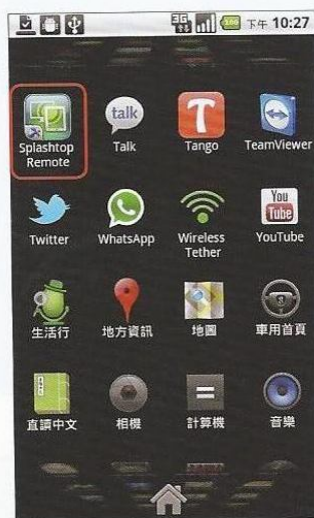 3G 100 下午 10:27
talk
T
Splashtop Remote
Talk
Tango
TeamViewer
You Tube
Twitter
WhatsApp
Wireless Tether
YouTube
生活行
地方資訊
地圖
車用首頁
直讀中文
相機
計算機
音樂